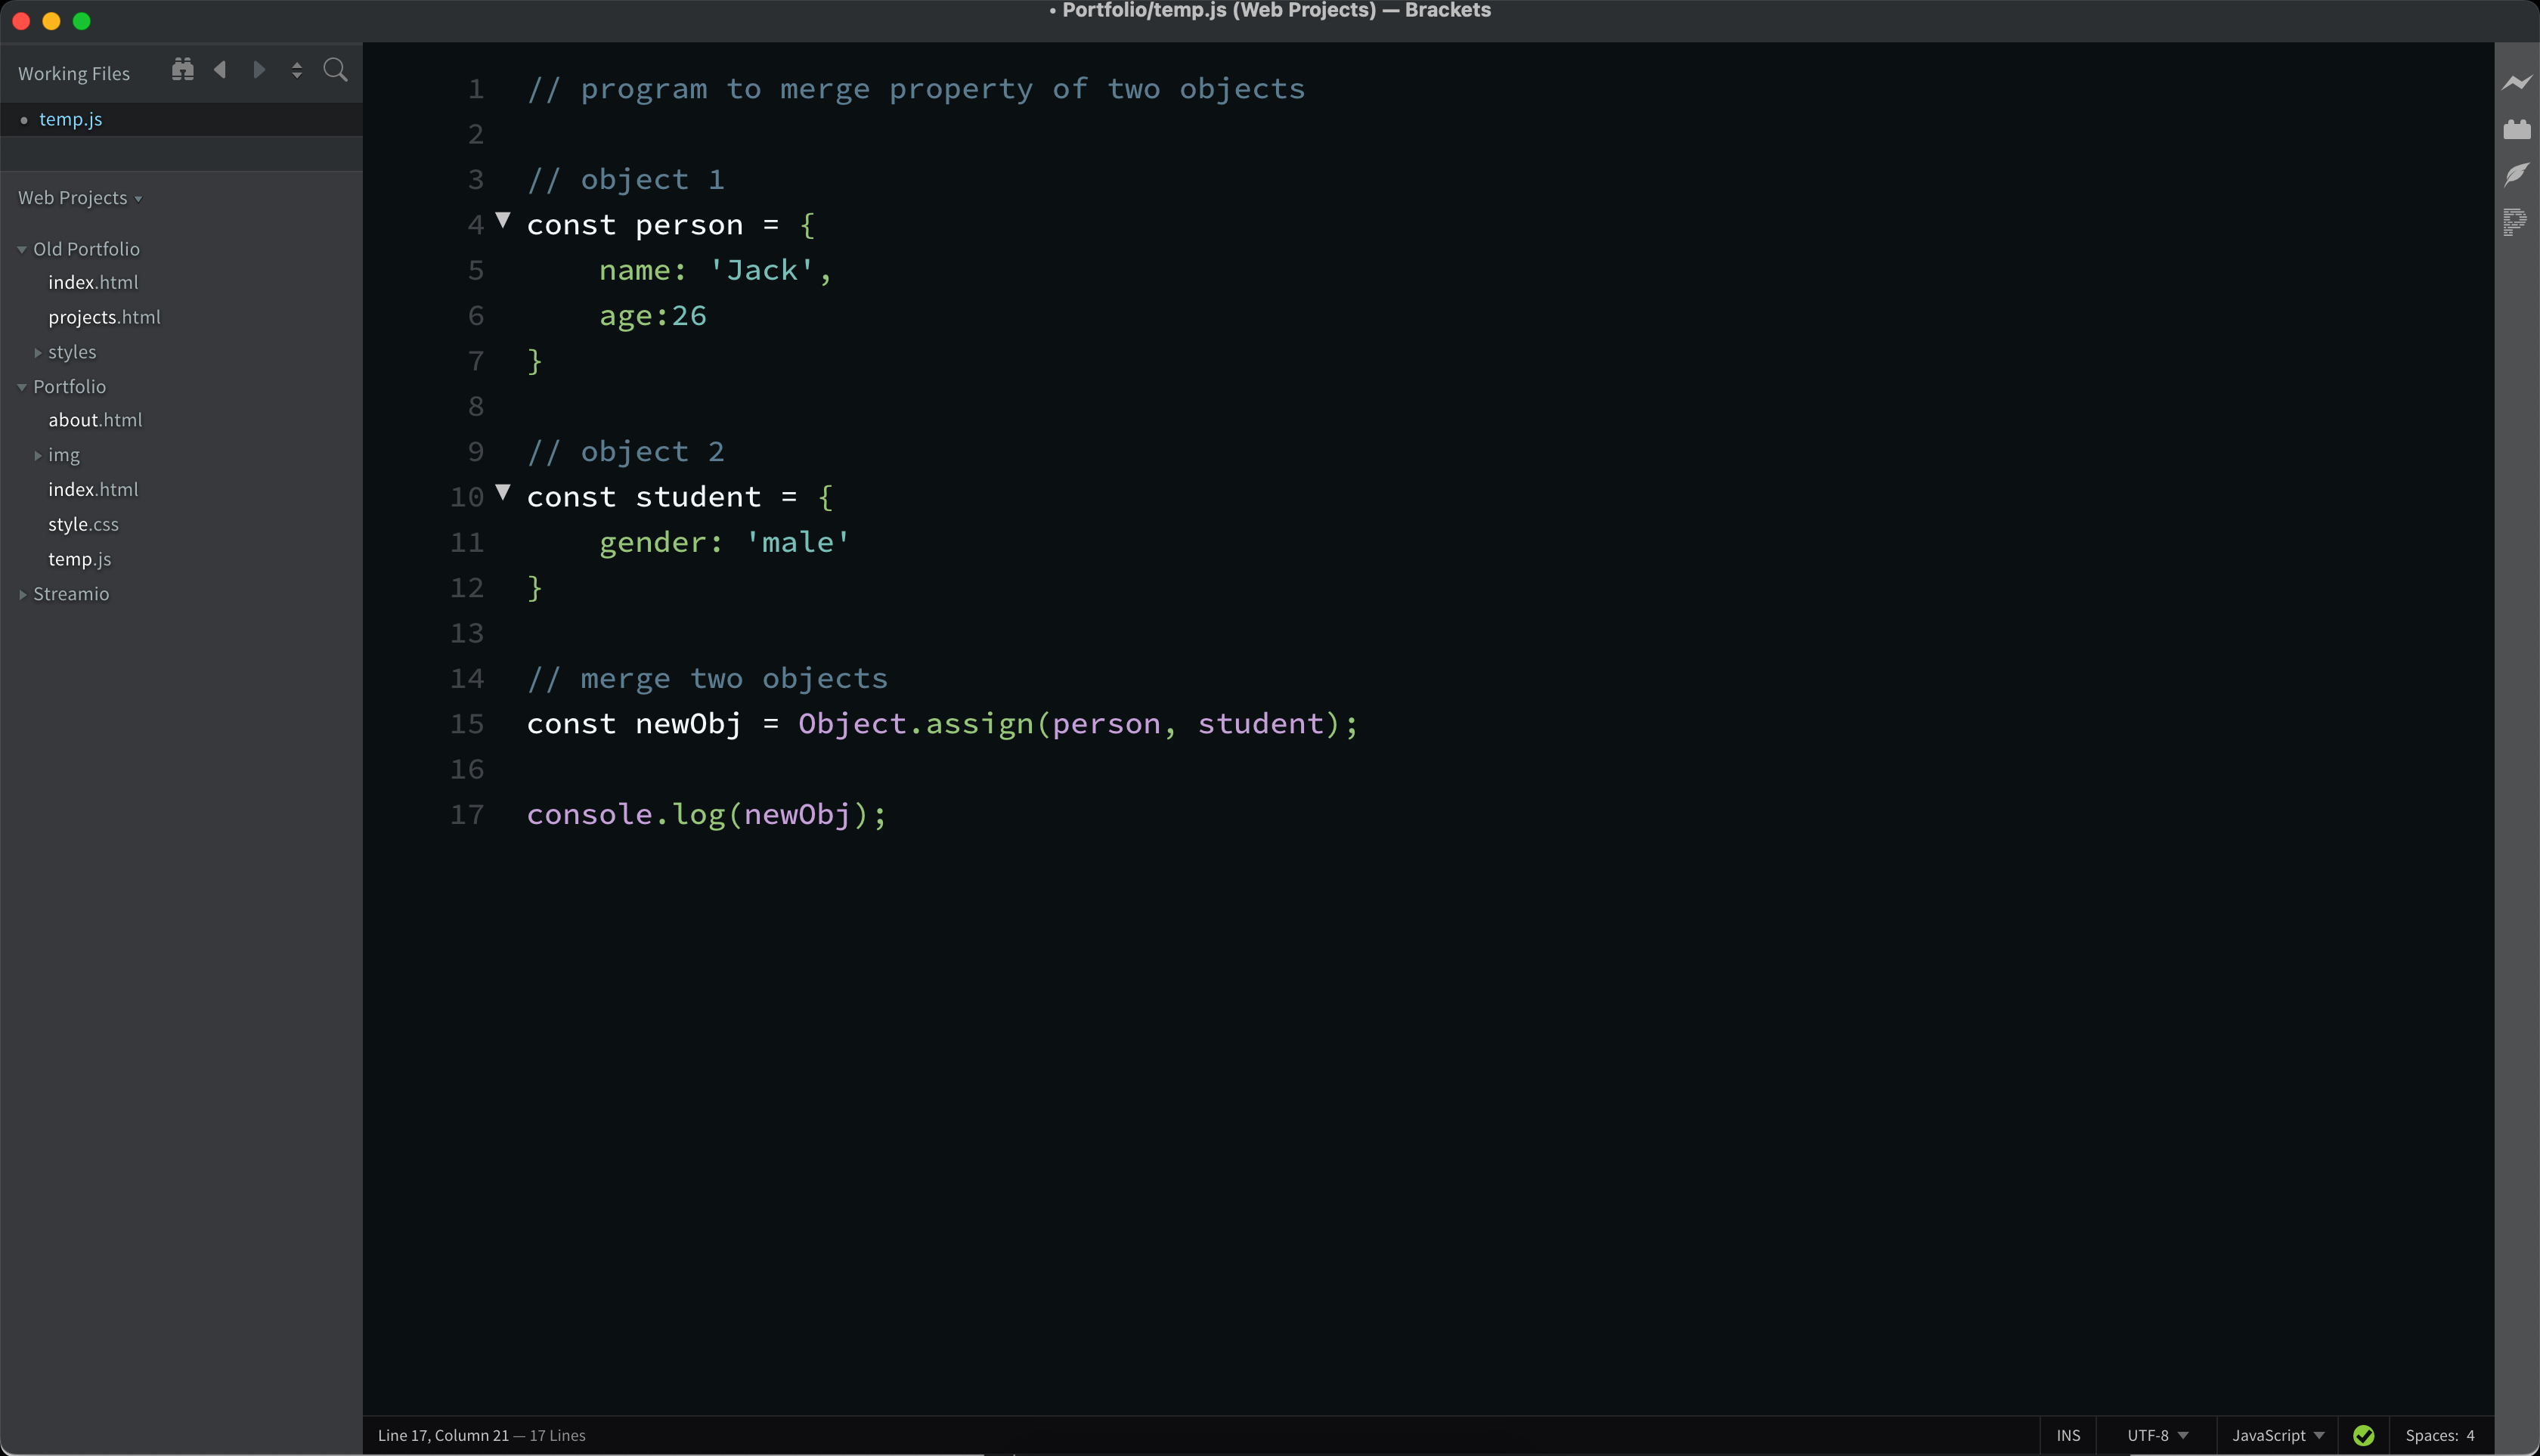 • Portfolio/temp.js (Web Projects) — Brackets
Working Files
• temp.js
Web Projects
Old Portfolio
index.html
projects.html
styles
Portfolio
about.html
img
index.html
style.css
temp.js
Streamio
1 // program to merge property of two objects
2
3 // object 1
4 const person = {
5     name: 'Jack',
6     age:26
7 }
8
9 // object 2
10 const student = {
11     gender: 'male'
12 }
13
14 // merge two objects
15 const newObj = Object.assign(person, student);
16
17 console.log(newObj);
Line 17, Column 21 — 17 Lines
INS
UTF-8
JavaScript
Spaces: 4